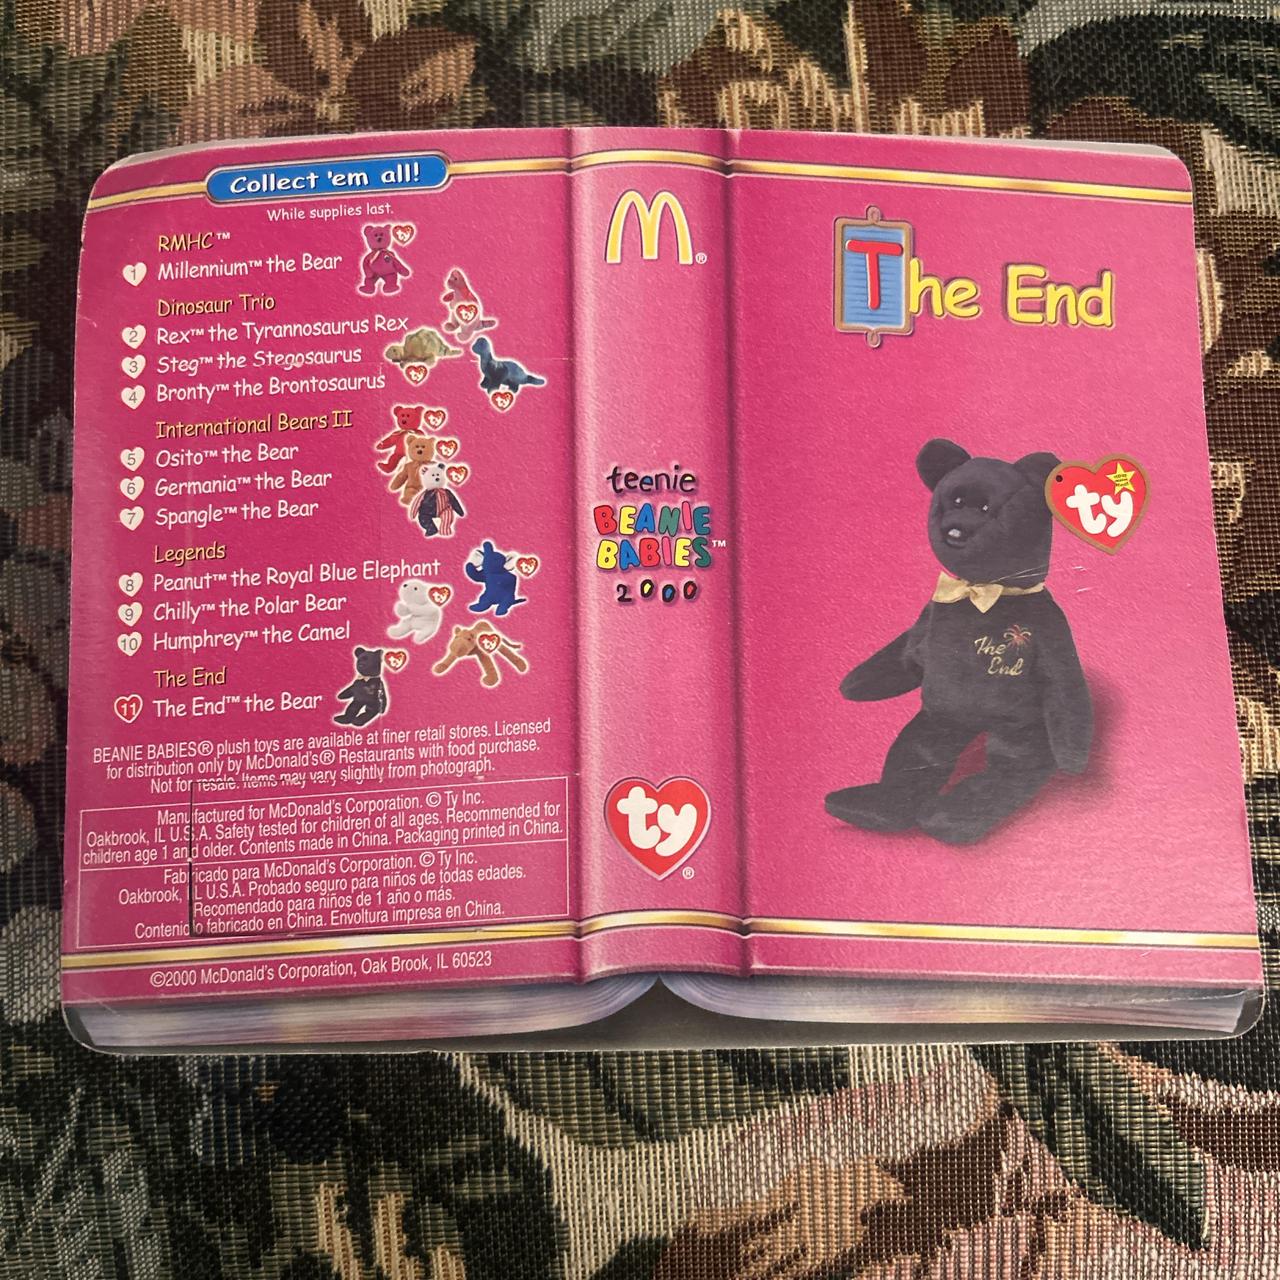 Collect 'em all!
While supplies last.
RMHC™
1 Millennium™ the Bear
Dinosaur Trio
2 Rex™ the Tyrannosaurus Rex
3 Steg™ the Stegosaurus
4 Bronty™ the Brontosaurus
International Bears II
5 Osito™ the Bear
6 Germania™ the Bear
7 Spangle™ the Bear
Legends
8 Peanut™ the Royal Blue Elephant
9 Chilly™ the Polar Bear
10 Humphrey™ the Camel
The End
11 The End™ the Bear
BEANIE BABIES® plush toys are available at finer retail stores. Licensed
for distribution only by McDonald's® Restaurants with food purchase.
Not for resale. Items may vary slightly from photograph.
Manufactured for McDonald's Corporation. © Ty Inc.
Oakbrook, IL U.S.A. Safety tested for children of all ages. Recommended for
children age 1 and older. Contents made in China. Packaging printed in China.
Fabricado para McDonald's Corporation. © Ty Inc.
Oakbrook, IL U.S.A. Probado seguro para niños de todas edades.
Recomendado para niños de 1 año o más.
Contenido fabricado en China. Envoltura impresa en China.
©2000 McDonald's Corporation, Oak Brook, IL 60523
M®
teenie
BEANIE
BABIES™
2000
ty®
The End
ty
The
End